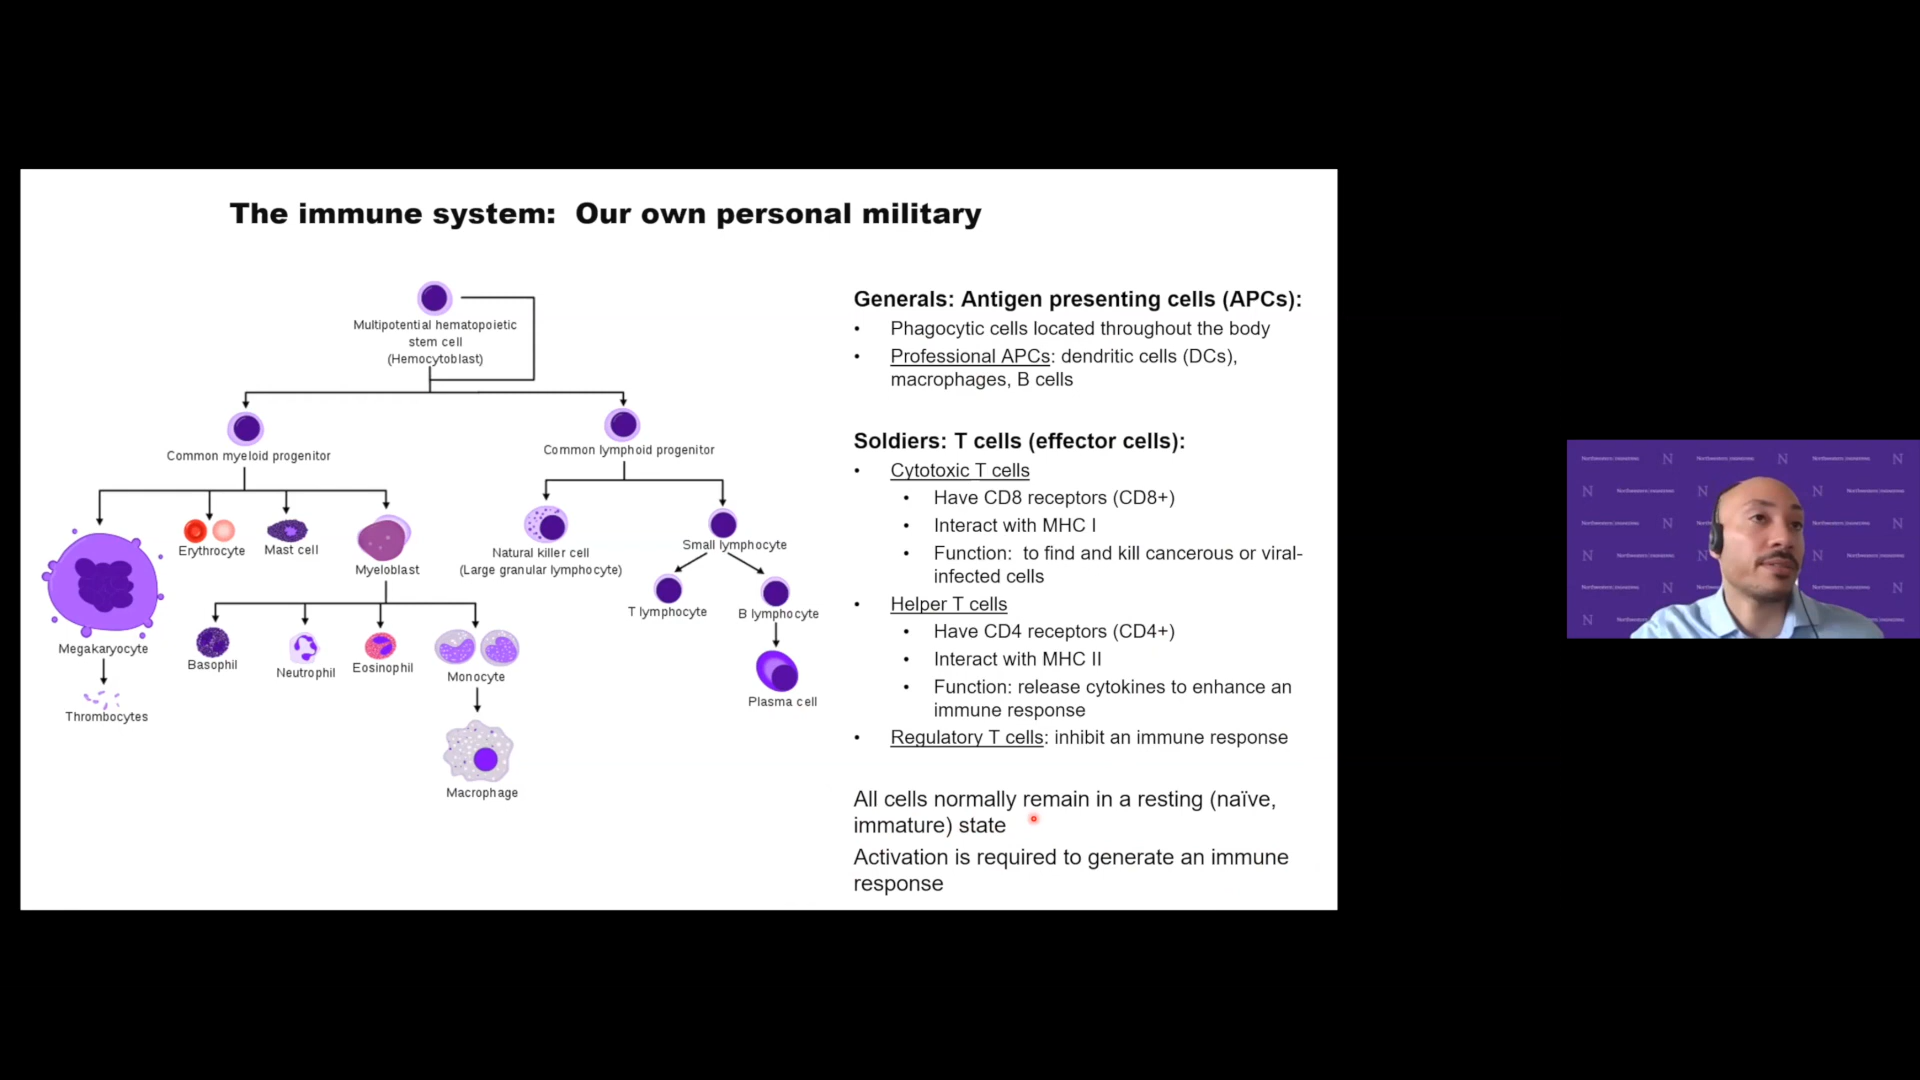 The immune system: Our own personal military
Multipotential hematopoietic
stem cell
(Hemocytoblast)
Common myeloid progenitor
Common lymphoid progenitor
Erythrocyte
Mast cell
Myeloblast
Natural killer cell
(Large granular lymphocyte)
Small lymphocyte
T lymphocyte
B lymphocyte
Megakaryocyte
Basophil
Neutrophil
Eosinophil
Monocyte
Plasma cell
Thrombocytes
Macrophage
Generals: Antigen presenting cells (APCs):
• Phagocytic cells located throughout the body
• Professional APCs: dendritic cells (DCs),
macrophages, B cells
Soldiers: T cells (effector cells):
• Cytotoxic T cells
• Have CD8 receptors (CD8+)
• Interact with MHC I
• Function: to find and kill cancerous or viral-
infected cells
• Helper T cells
• Have CD4 receptors (CD4+)
• Interact with MHC II
• Function: release cytokines to enhance an
immune response
• Regulatory T cells: inhibit an immune response
All cells normally remain in a resting (naïve,
immature) state
Activation is required to generate an immune
response